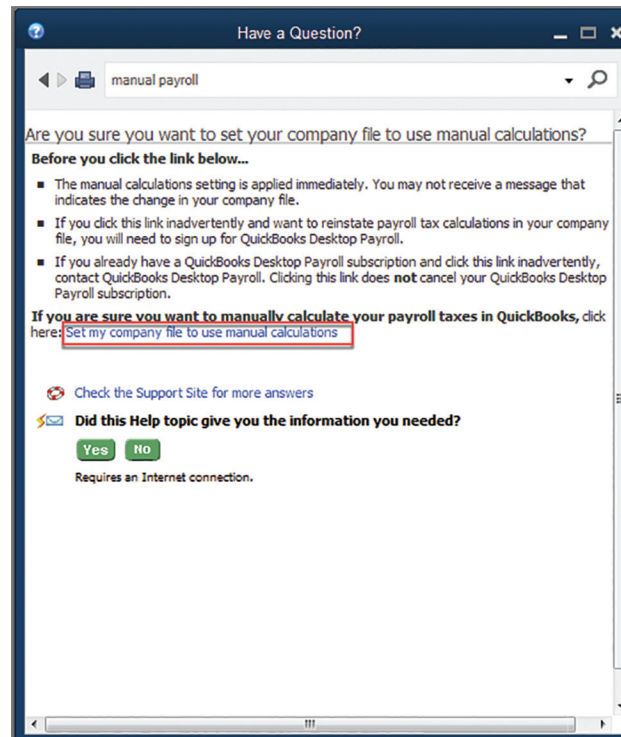 Have a Question?
manual payroll
Are you sure you want to set your company file to use manual calculations?
Before you click the link below...
■ The manual calculations setting is applied immediately. You may not receive a message that
indicates the change in your company file.
■ If you click this link inadvertently and want to reinstate payroll tax calculations in your company
file, you will need to sign up for QuickBooks Desktop Payroll.
■ If you already have a QuickBooks Desktop Payroll subscription and click this link inadvertently,
contact QuickBooks Desktop Payroll. Clicking this link does not cancel your QuickBooks Desktop
Payroll subscription.
If you are sure you want to manually calculate your payroll taxes in QuickBooks, click
here: Set my company file to use manual calculations
Check the Support Site for more answers
Did this Help topic give you the information you needed?
Yes No
Requires an Internet connection.